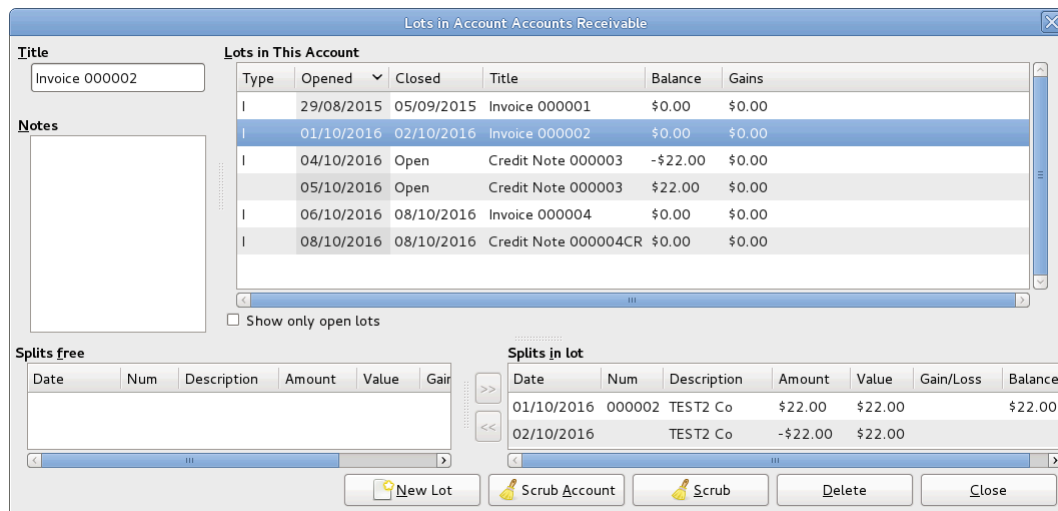 Lots in Account Accounts Receivable
Title
Invoice 000002
Notes
Lots in This Account
Type Opened Closed Title Balance Gains
I 29/08/2015 05/09/2015 Invoice 000001 $0.00 $0.00
I 01/10/2016 02/10/2016 Invoice 000002 $0.00 $0.00
I 04/10/2016 Open Credit Note 000003 -$22.00 $0.00
05/10/2016 Open Credit Note 000003 $22.00 $0.00
I 06/10/2016 08/10/2016 Invoice 000004 $0.00 $0.00
I 08/10/2016 08/10/2016 Credit Note 000004CR $0.00 $0.00
Show only open lots
Splits free
Date Num Description Amount Value Gair
>>
<<
Splits in lot
Date Num Description Amount Value Gain/Loss Balance
01/10/2016 000002 TEST2 Co $22.00 $22.00 $22.00
02/10/2016 TEST2 Co -$22.00 $22.00
New Lot Scrub Account Scrub Delete Close